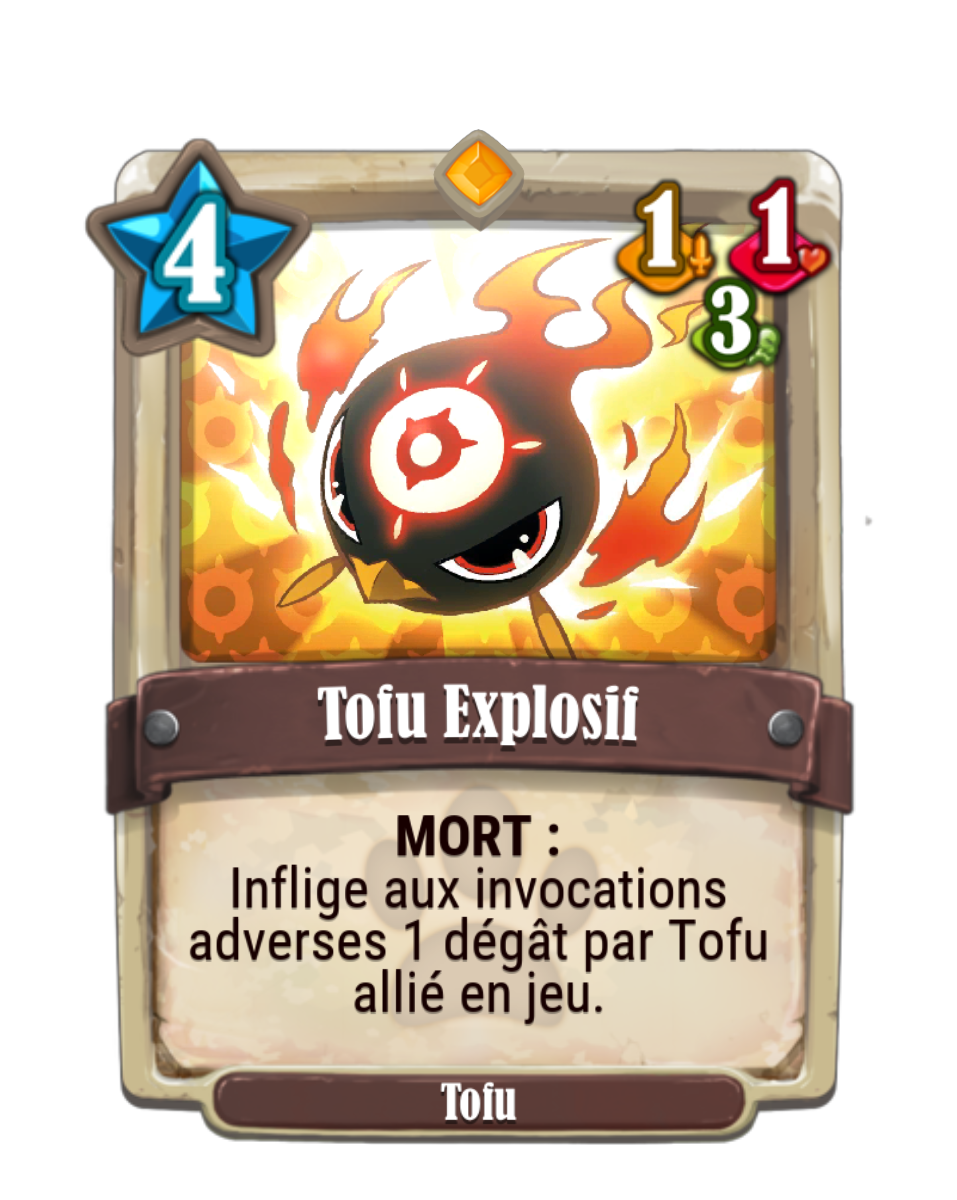 4
1
1
3
Tofu Explosif
MORT :
Inflige aux invocations
adverses 1 dégât par Tofu
allié en jeu.
Tofu